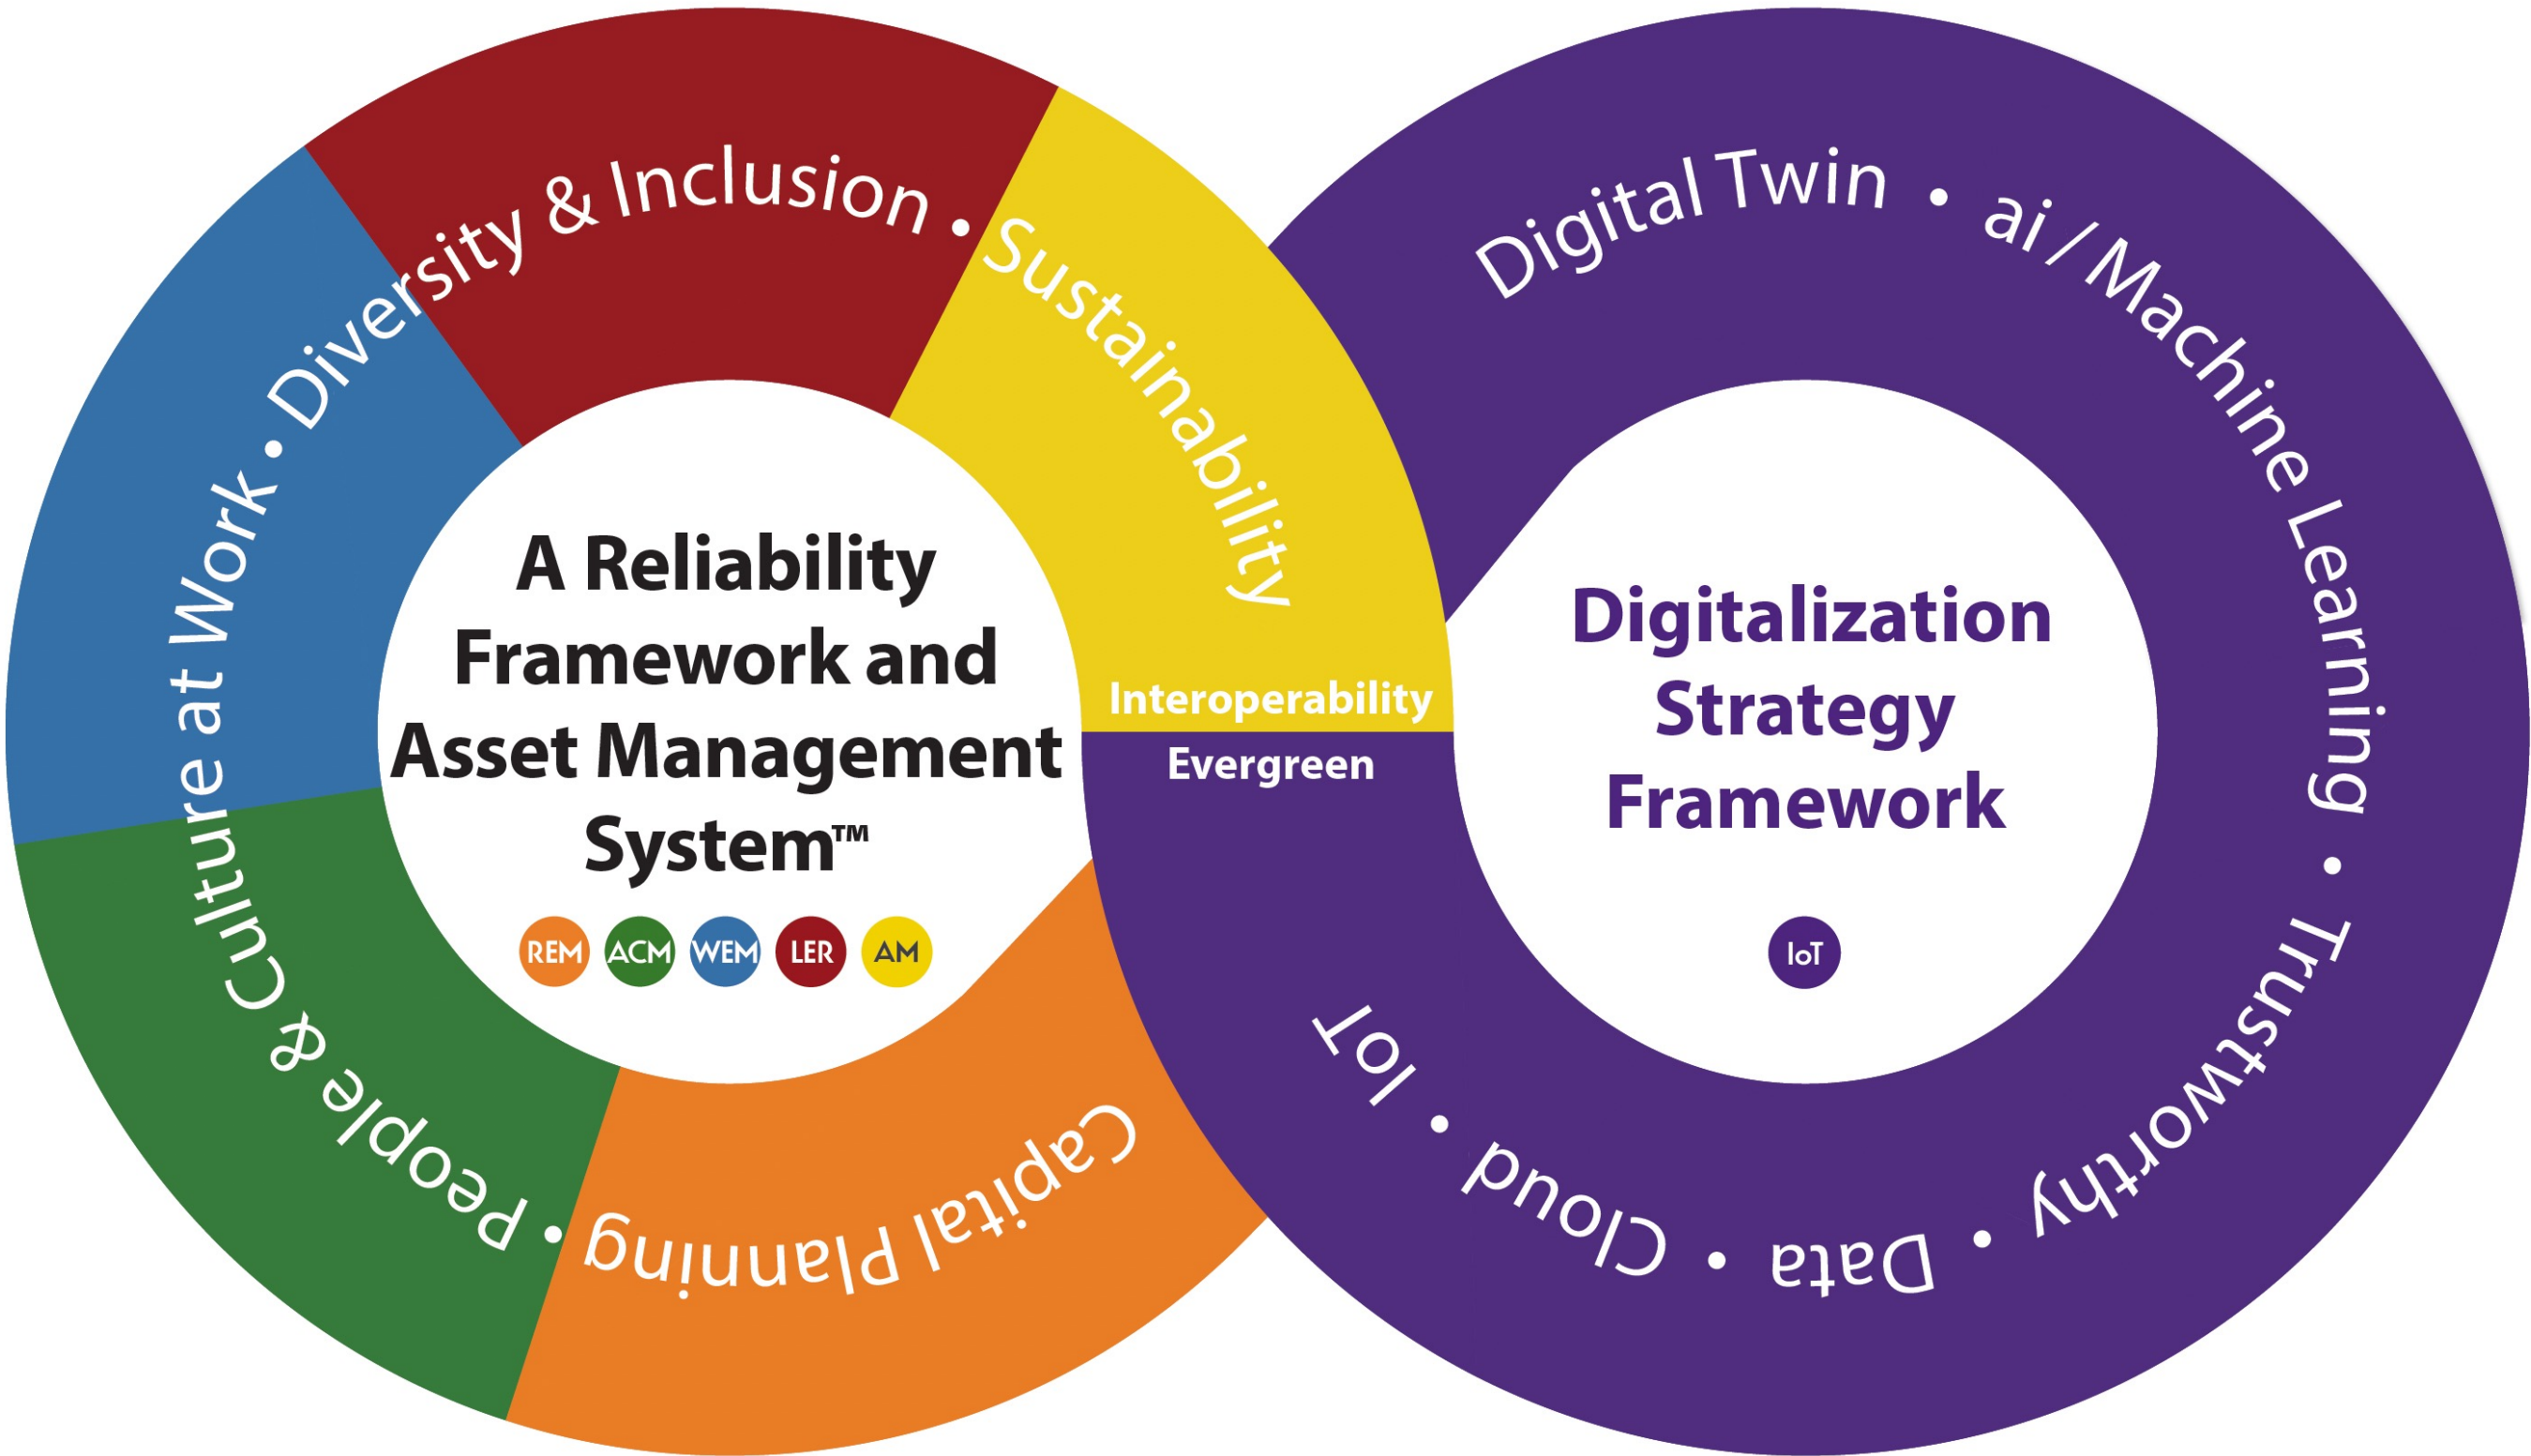 Capital Planning • People & Culture at Work • Diversity & Inclusion • Sustainability
A Reliability
Framework and
Asset Management
System™
REM ACM WEM LER AM
Interoperability
Evergreen
Digital Twin • ai / Machine Learning • Trustworthy • Data • Cloud • IoT
Digitalization
Strategy
Framework
IoT